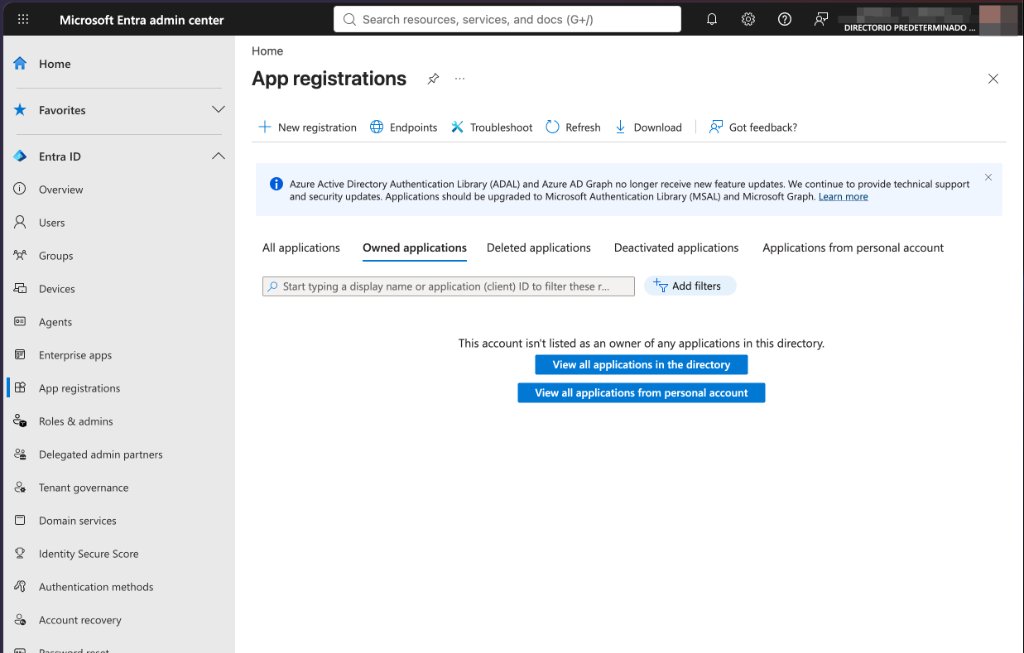 Microsoft Entra admin center
Search resources, services, and docs (G+/)
DIRECTORIO PREDETERMINADO ...
Home
Favorites
Entra ID
Overview
Users
Groups
Devices
Agents
Enterprise apps
App registrations
Roles & admins
Delegated admin partners
Tenant governance
Domain services
Identity Secure Score
Authentication methods
Account recovery
Password reset
Home
App registrations
...
New registration
Endpoints
Troubleshoot
Refresh
Download
Got feedback?
Azure Active Directory Authentication Library (ADAL) and Azure AD Graph no longer receive new feature updates. We continue to provide technical support
and security updates. Applications should be upgraded to Microsoft Authentication Library (MSAL) and Microsoft Graph. Learn more
All applications
Owned applications
Deleted applications
Deactivated applications
Applications from personal account
Start typing a display name or application (client) ID to filter these r...
Add filters
This account isn't listed as an owner of any applications in this directory.
View all applications in the directory
View all applications from personal account